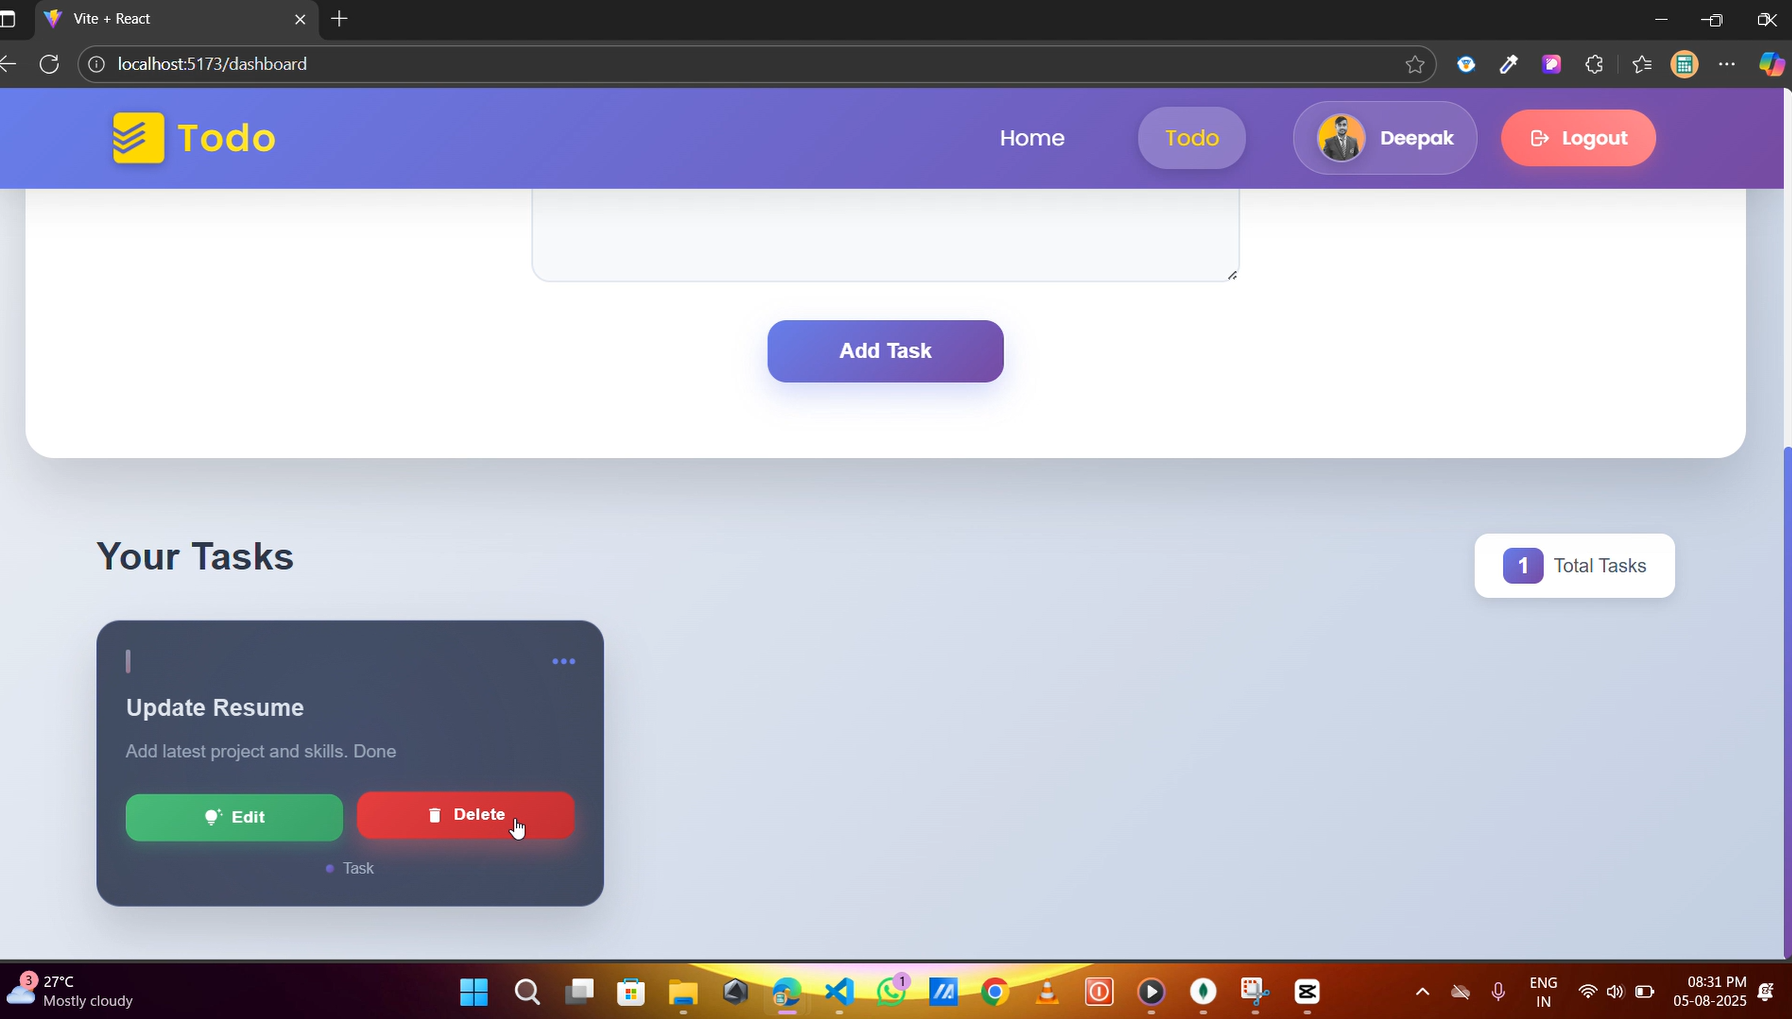 Vite + React
localhost:5173/dashboard
Todo
Home
Todo
Deepak
Logout
Add Task
Your Tasks
1 Total Tasks
Update Resume
Add latest project and skills. Done
Edit
Delete
Task
3
27°C
Mostly cloudy
1
ENG
IN
08:31 PM
05-08-2025